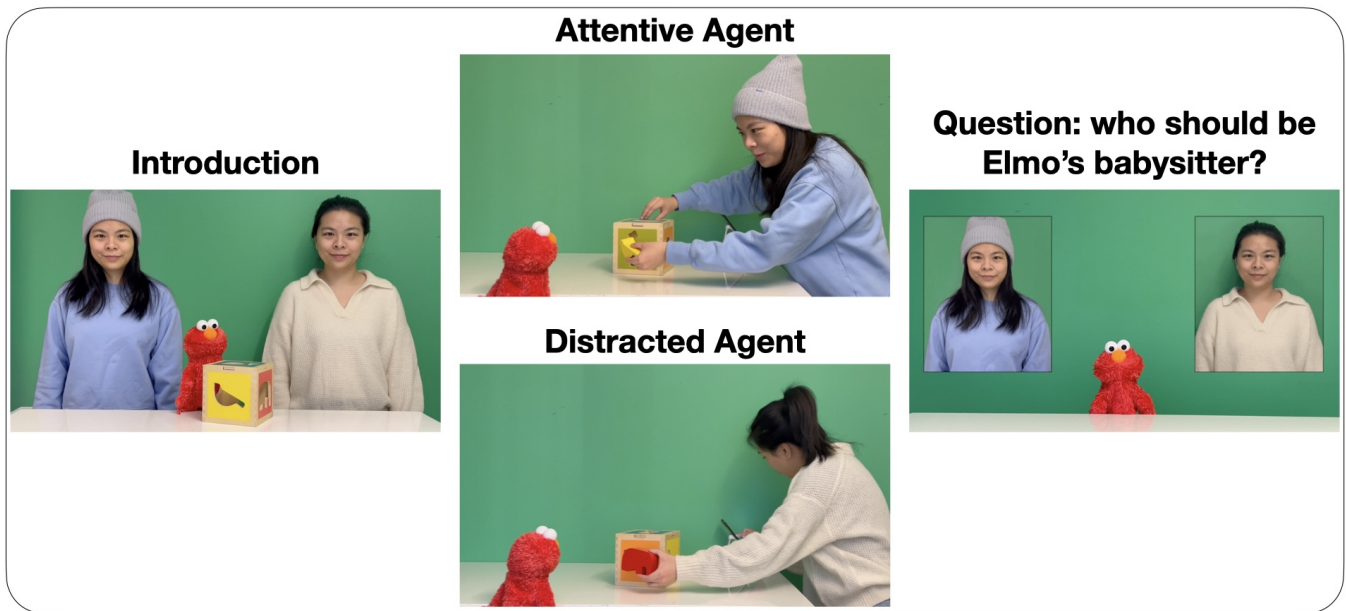 Attentive Agent
Introduction
Distracted Agent
Question: who should be
Elmo’s babysitter?